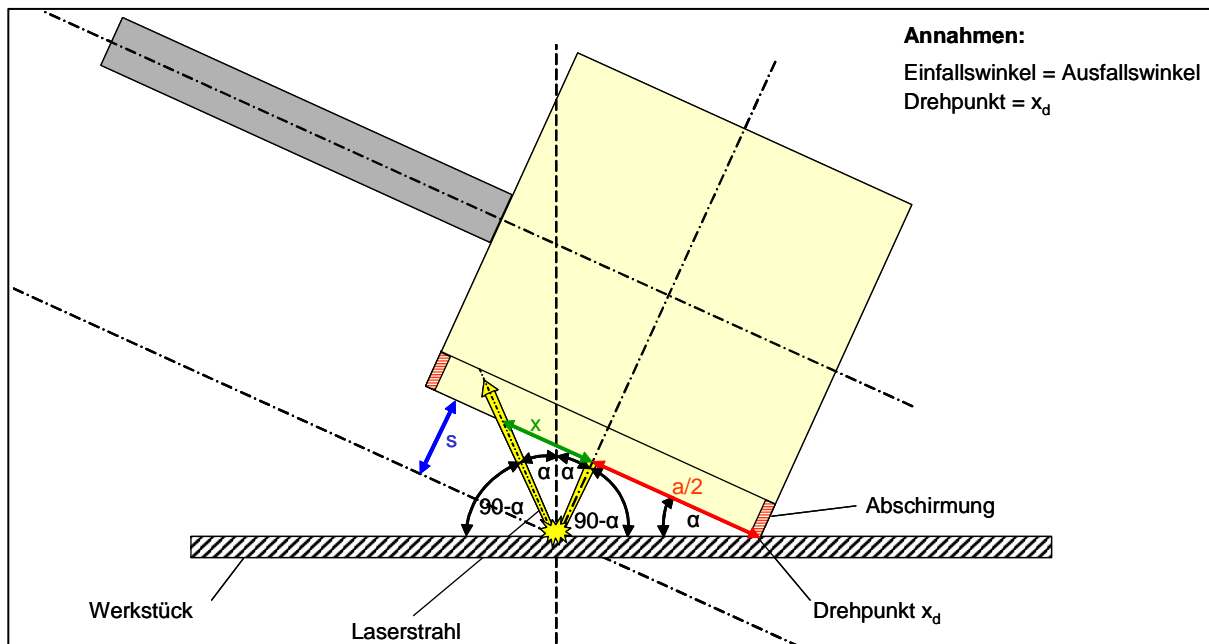 Annahmen:
Einfallswinkel = Ausfallswinkel
Drehpunkt = x_d
x
s
α α
a/2
90-α 90-α α
Abschirmung
Werkstück
Laserstrahl
Drehpunkt x_d